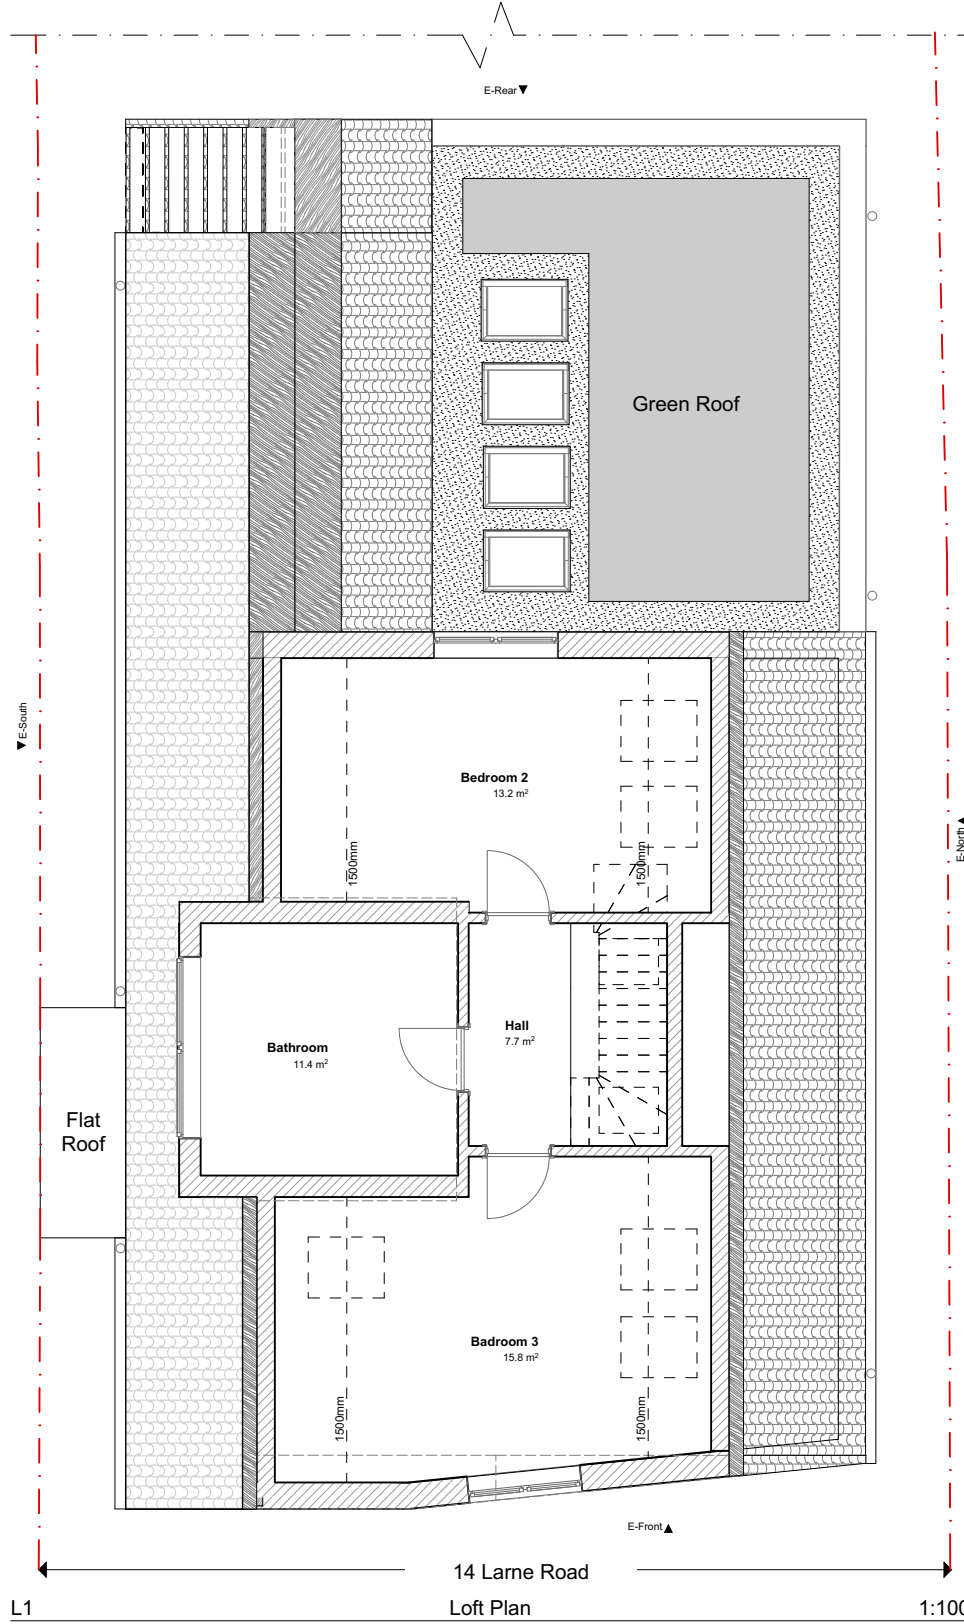 E-Rear
Green Roof
E-South
Bedroom 2
13.2 m²
E-North
1500mm
1500mm
Hall
7.7 m²
Bathroom
11.4 m²
Flat
Roof
Badroom 3
15.8 m²
1500mm
1500mm
E-Front
14 Larne Road
L1
Loft Plan
1:100